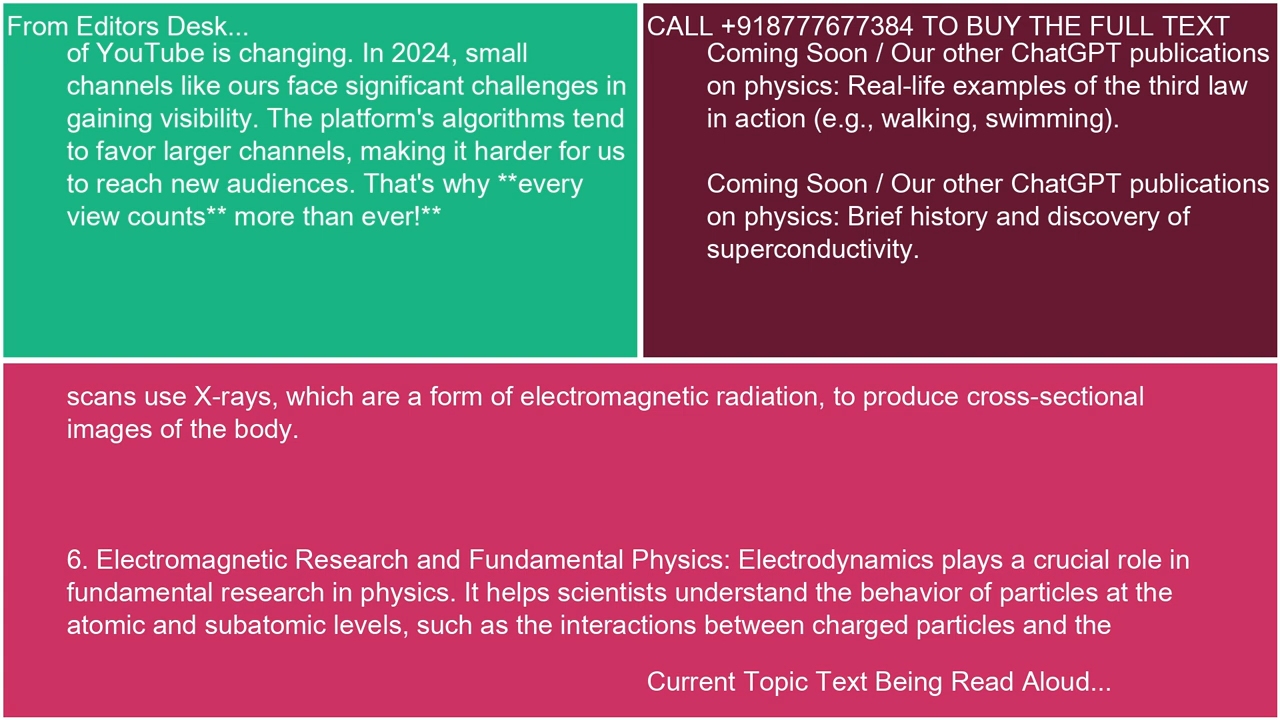 From Editors Desk...
of YouTube is changing. In 2024, small
channels like ours face significant challenges in
gaining visibility. The platform's algorithms tend
to favor larger channels, making it harder for us
to reach new audiences. That's why **every
view counts** more than ever!**
CALL +918777677384 TO BUY THE FULL TEXT
Coming Soon / Our other ChatGPT publications
on physics: Real-life examples of the third law
in action (e.g., walking, swimming).
Coming Soon / Our other ChatGPT publications
on physics: Brief history and discovery of
superconductivity.
scans use X-rays, which are a form of electromagnetic radiation, to produce cross-sectional
images of the body.
6. Electromagnetic Research and Fundamental Physics: Electrodynamics plays a crucial role in
fundamental research in physics. It helps scientists understand the behavior of particles at the
atomic and subatomic levels, such as the interactions between charged particles and the
Current Topic Text Being Read Aloud...